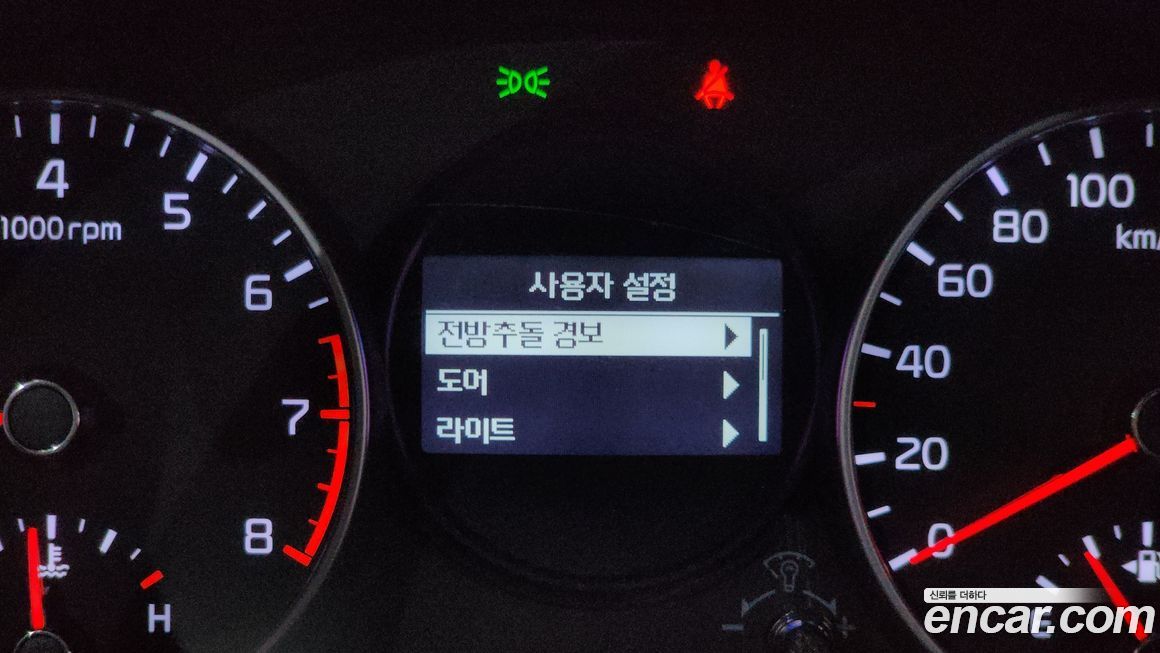 4
5
6
7
8
1000rpm
H
사용자 설정
전방추돌 경보
도어
라이트
100
80
60
40
20
0
km/
E
- +
신뢰를 더하다
encar.com